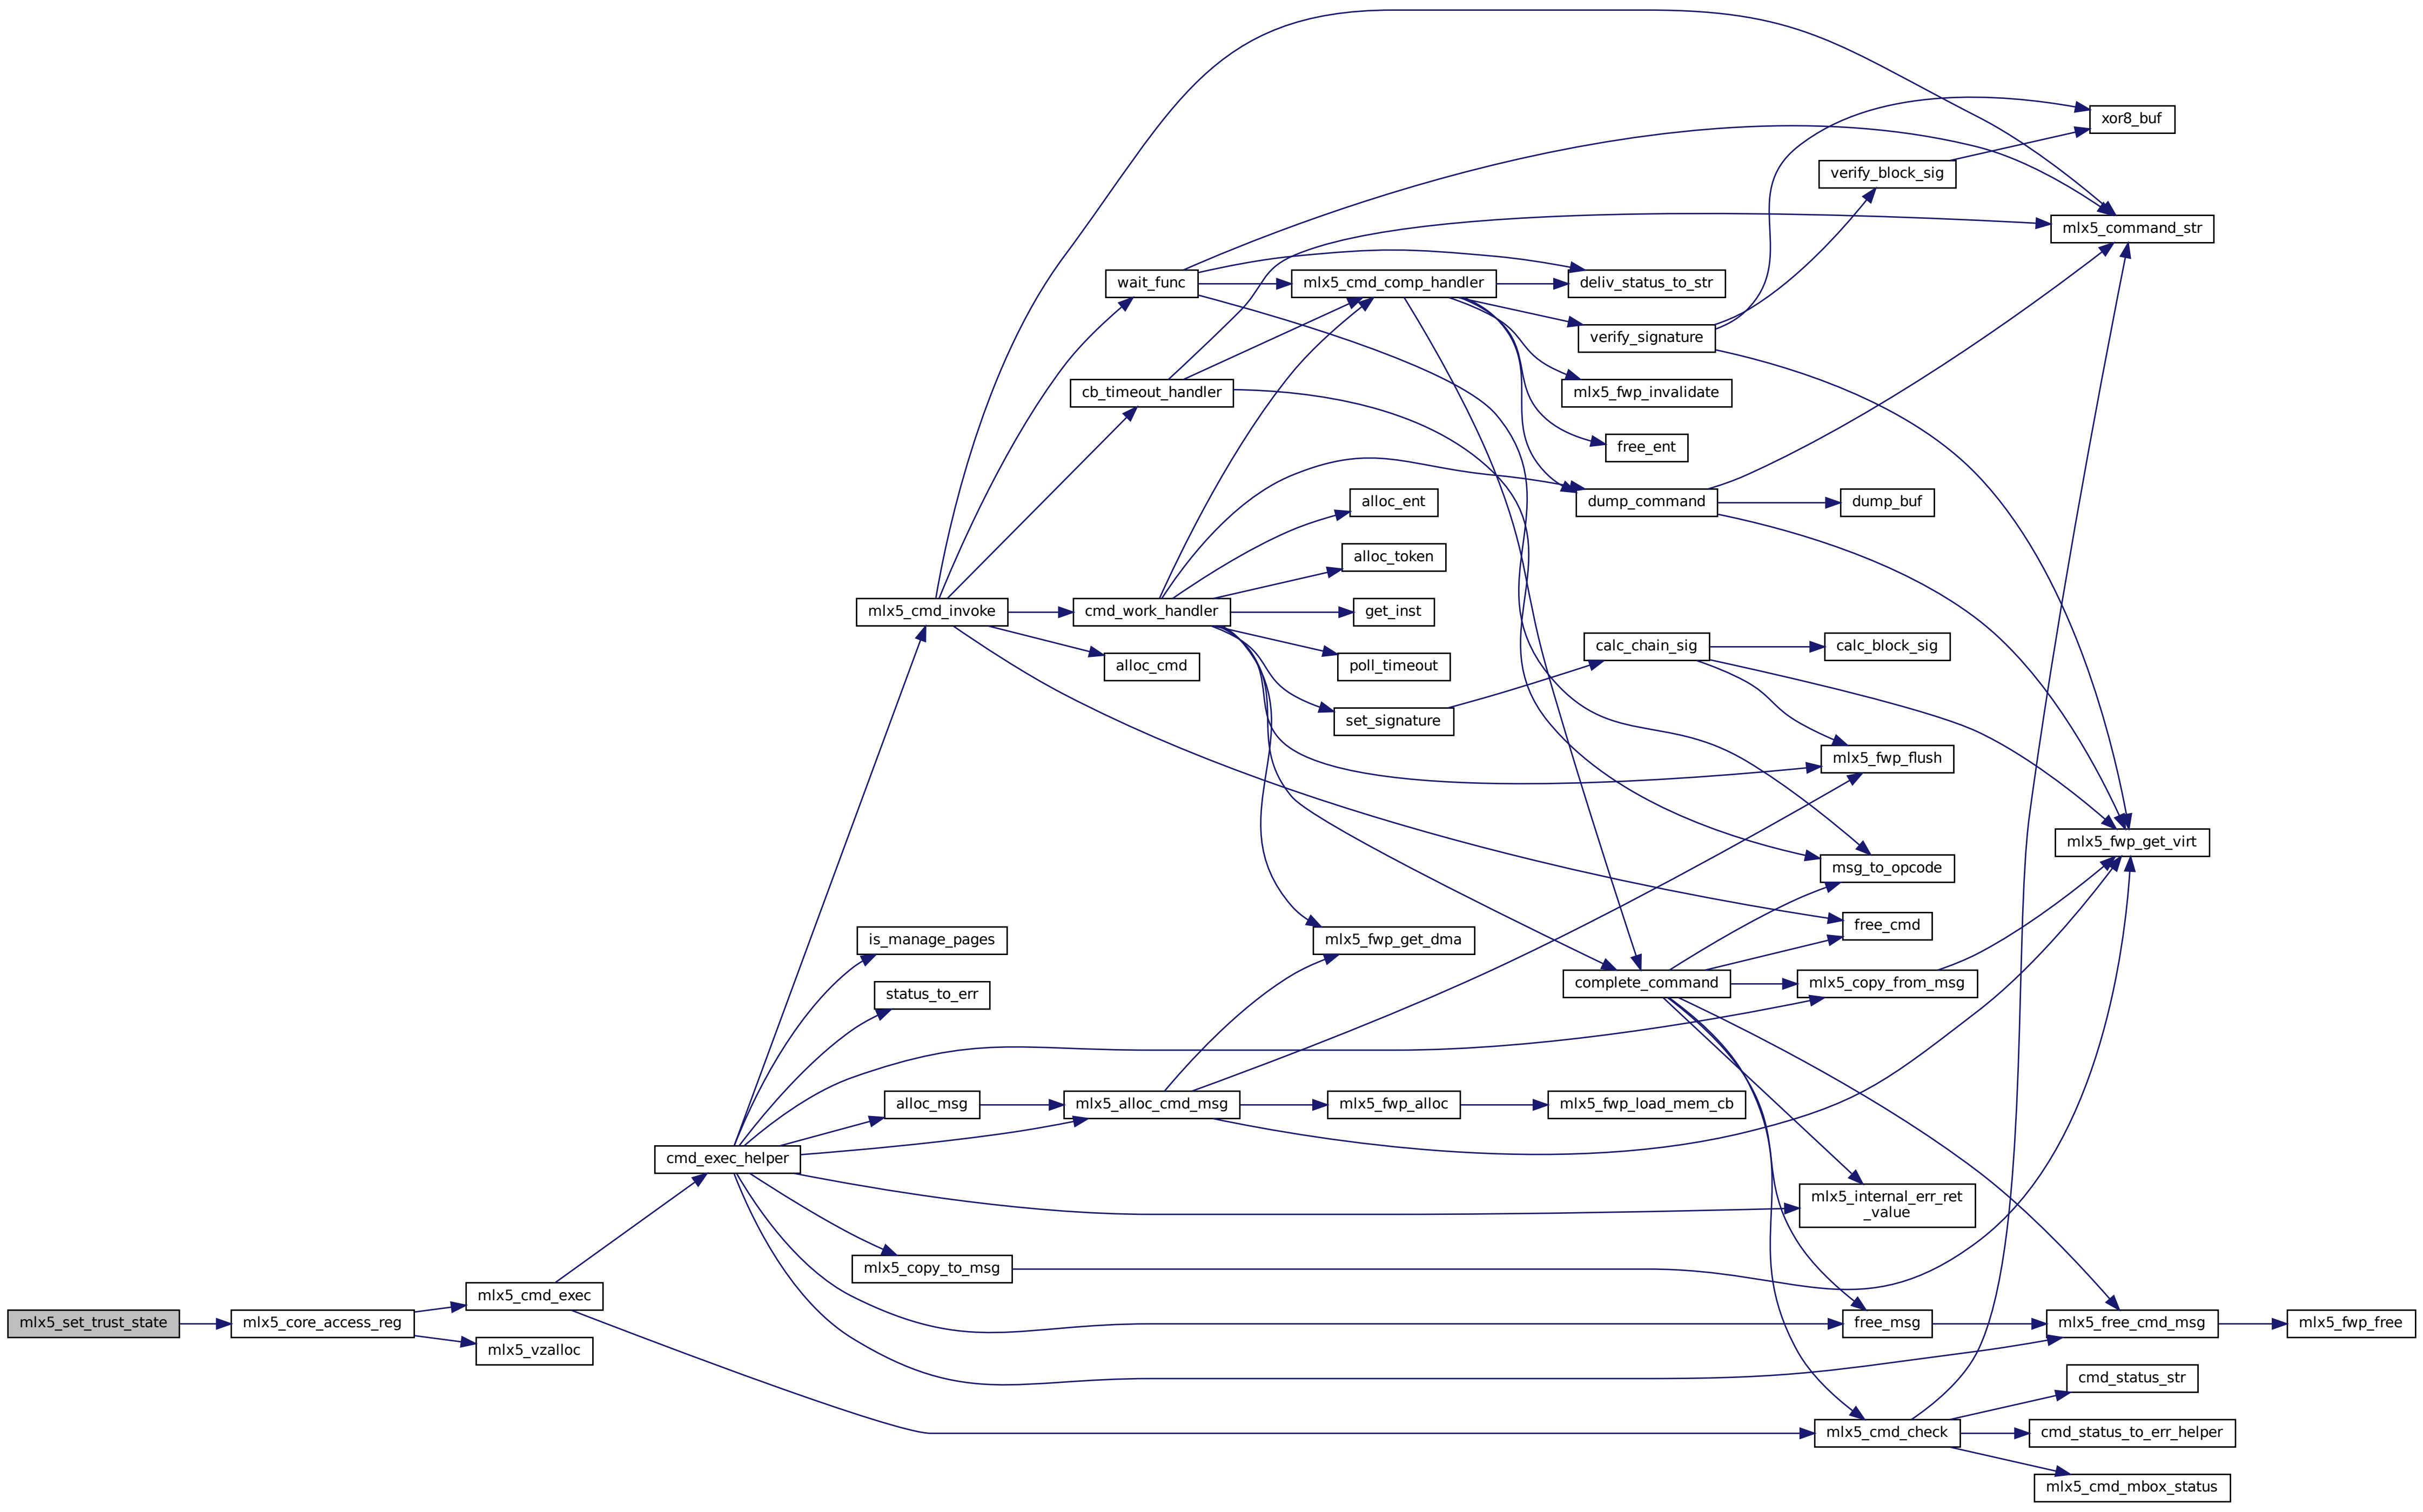 xor8_buf
verify_block_sig
mlx5_command_str
wait_func
mlx5_cmd_comp_handler
deliv_status_to_str
verify_signature
cb_timeout_handler
mlx5_fwp_invalidate
free_ent
alloc_ent
dump_command
dump_buf
alloc_token
mlx5_cmd_invoke
cmd_work_handler
get_inst
alloc_cmd
poll_timeout
calc_chain_sig
calc_block_sig
set_signature
mlx5_fwp_flush
mlx5_fwp_get_virt
msg_to_opcode
free_cmd
is_manage_pages
mlx5_fwp_get_dma
status_to_err
complete_command
mlx5_copy_from_msg
alloc_msg
mlx5_alloc_cmd_msg
mlx5_fwp_alloc
mlx5_fwp_load_mem_cb
cmd_exec_helper
mlx5_internal_err_ret
_value
mlx5_copy_to_msg
mlx5_cmd_exec
mlx5_set_trust_state
mlx5_core_access_reg
free_msg
mlx5_free_cmd_msg
mlx5_fwp_free
mlx5_vzalloc
cmd_status_str
mlx5_cmd_check
cmd_status_to_err_helper
mlx5_cmd_mbox_status